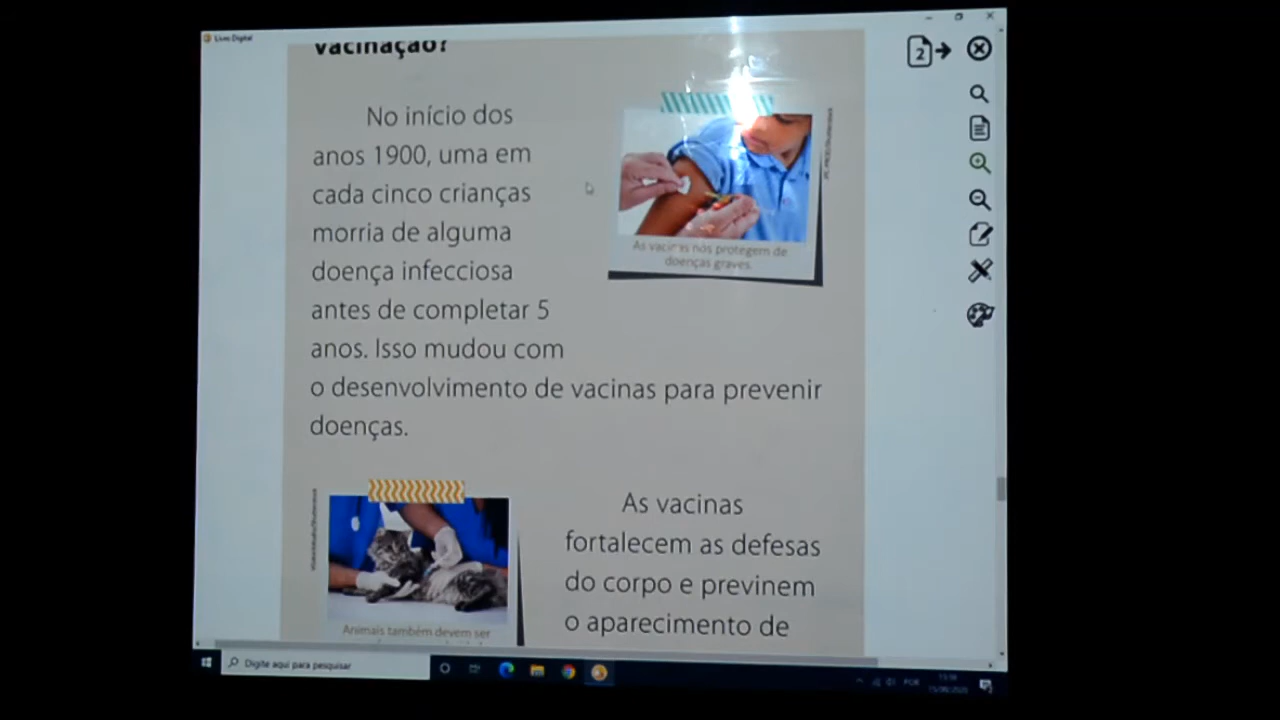 Livro Digital
vacinação?
2
No início dos
anos 1900, uma em
cada cinco crianças
morria de alguma
doença infecciosa
antes de completar 5
anos. Isso mudou com
o desenvolvimento de vacinas para prevenir
doenças.
As vacinas nos protegem de
doenças graves.
As vacinas
fortalecem as defesas
do corpo e previnem
o aparecimento de
Animais também devem ser
Digite aqui para pesquisar
POR